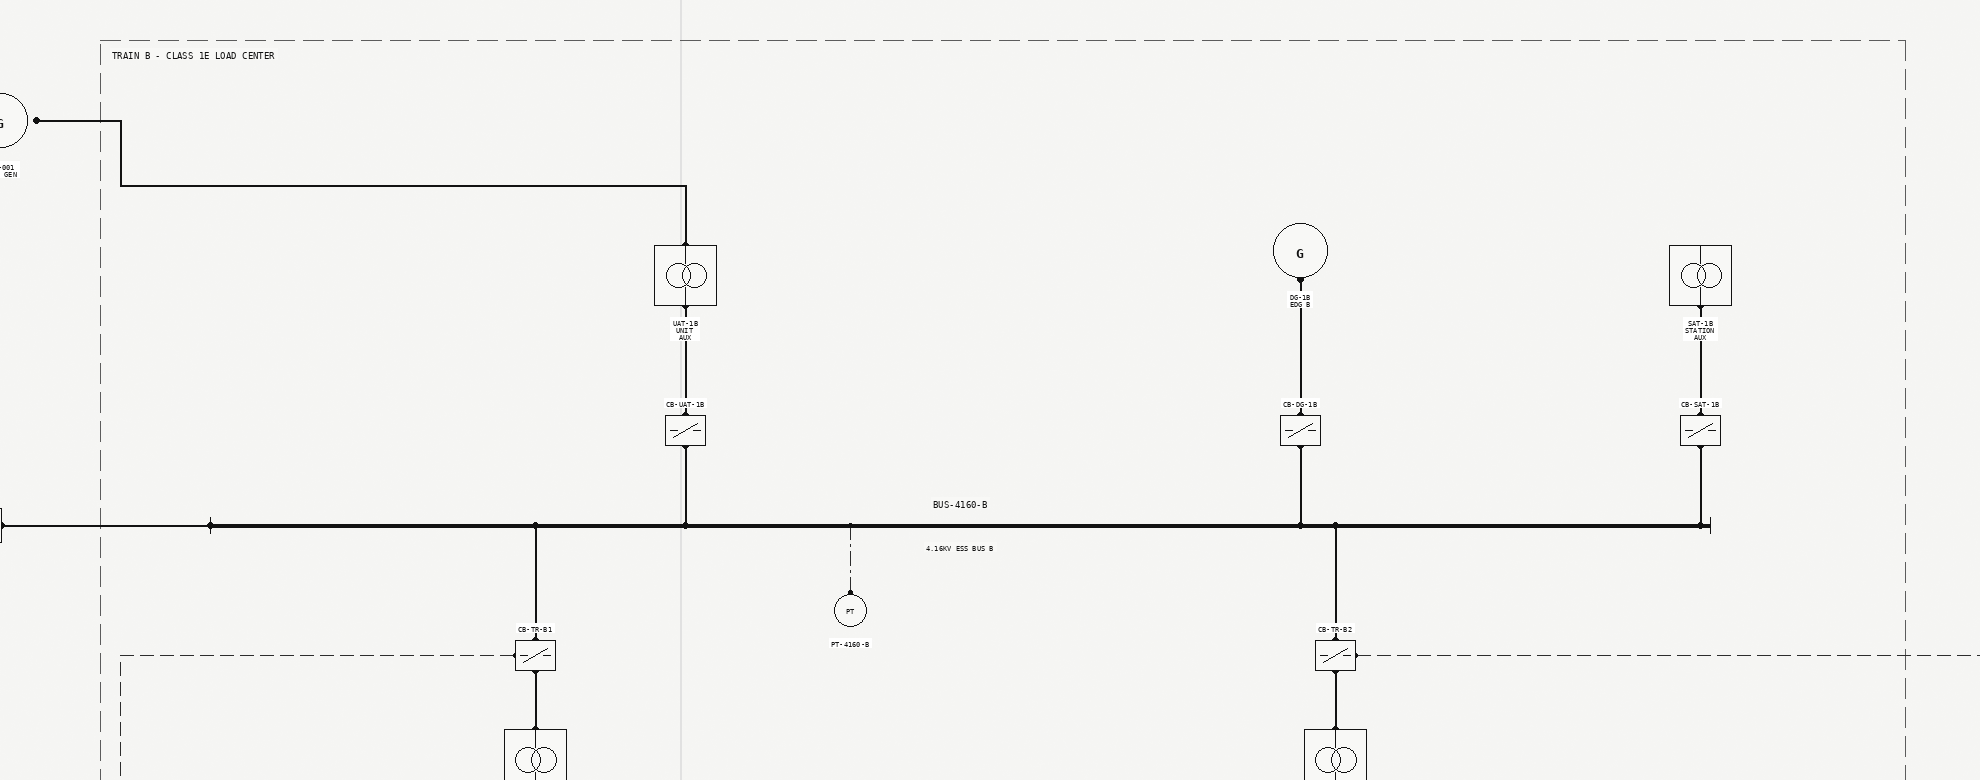 TRAIN B - CLASS 1E LOAD CENTER
G
-001
GEN
G
DG-1B
EDG B
UAT-1B
UNIT
AUX
SAT-1B
STATION
AUX
CB-UAT-1B
CB-DG-1B
CB-SAT-1B
BUS-4160-B
4.16KV ESS BUS B
PT
PT-4160-B
CB-TR-B1
CB-TR-B2